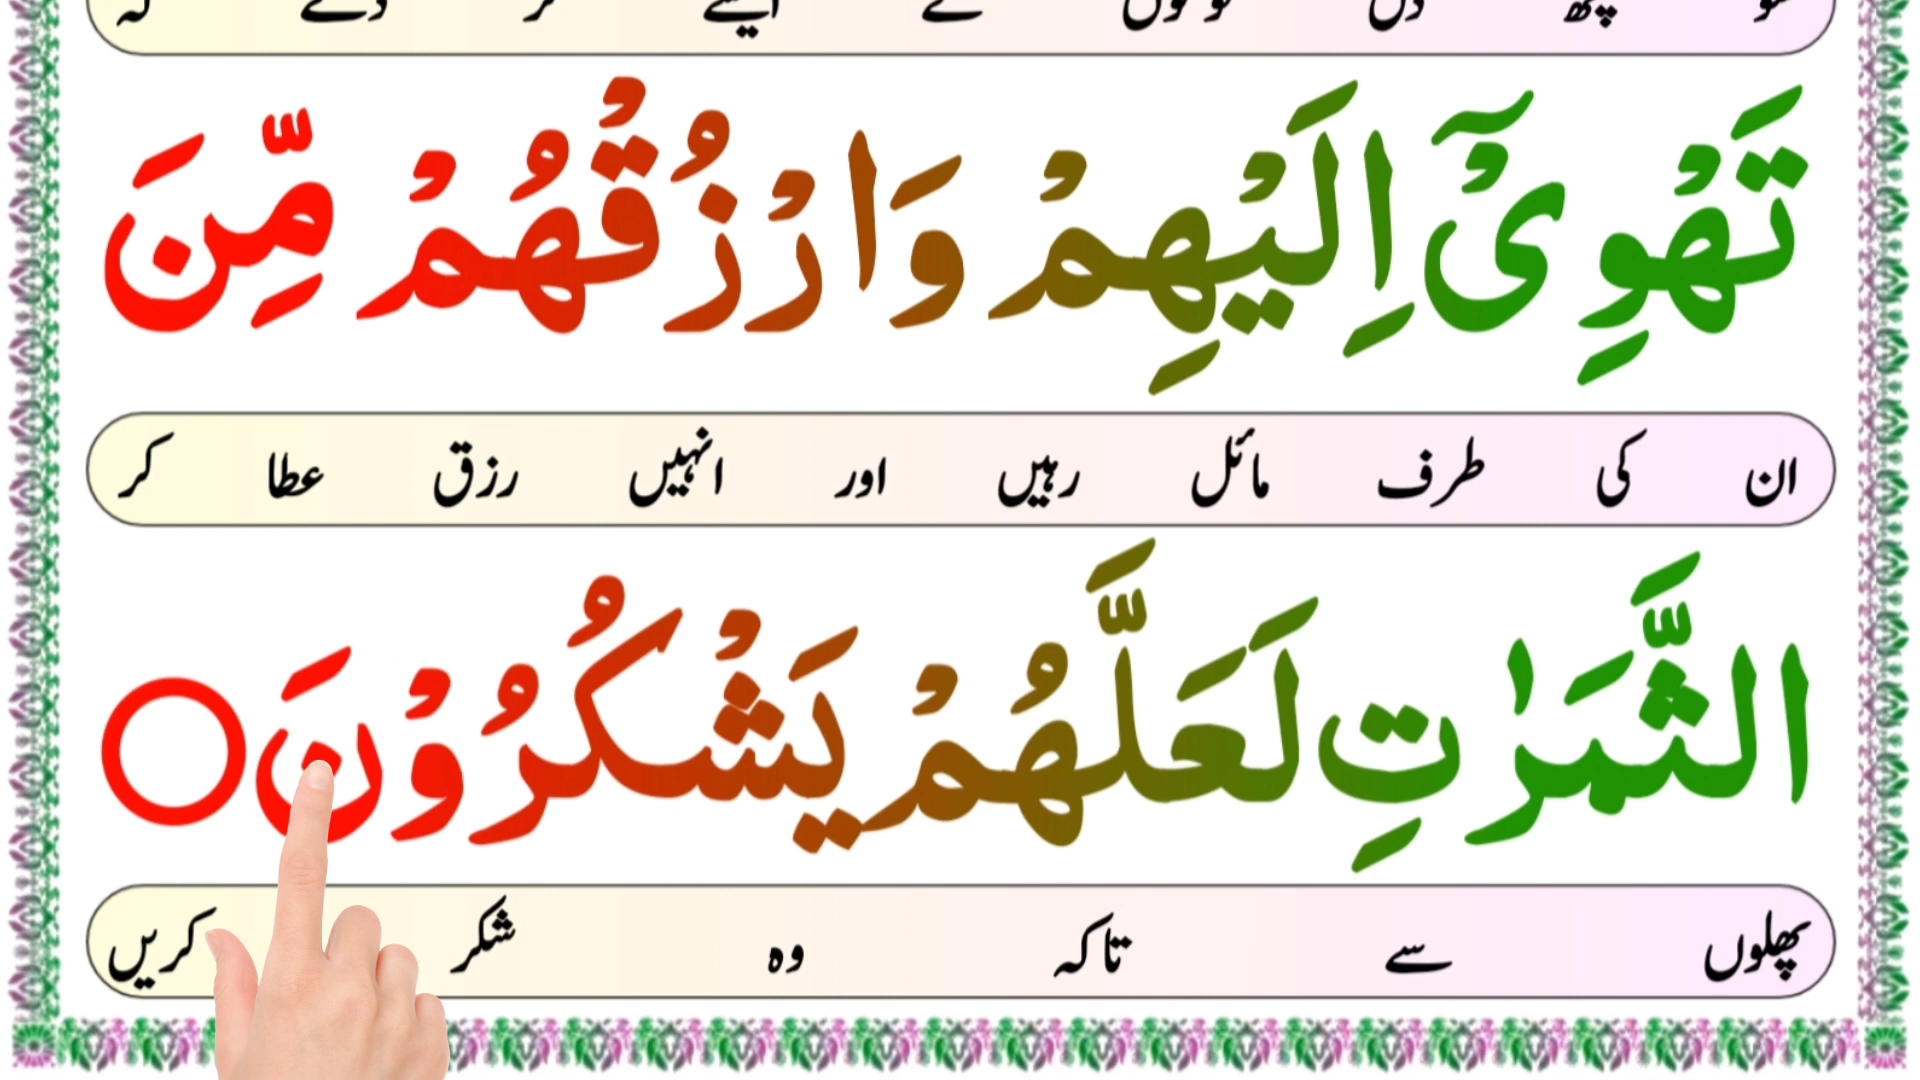 تَهْوِیْۤ اِلَیْهِمْ وَارْزُقْهُمْ مِّنَ
ان کی طرف مائل رہیں اور انہیں رزق عطا کر
الثَّمَرٰتِ لَعَلَّهُمْ یَشْكُرُوْنَ
پھلوں سے تاکہ وہ شکر کریں